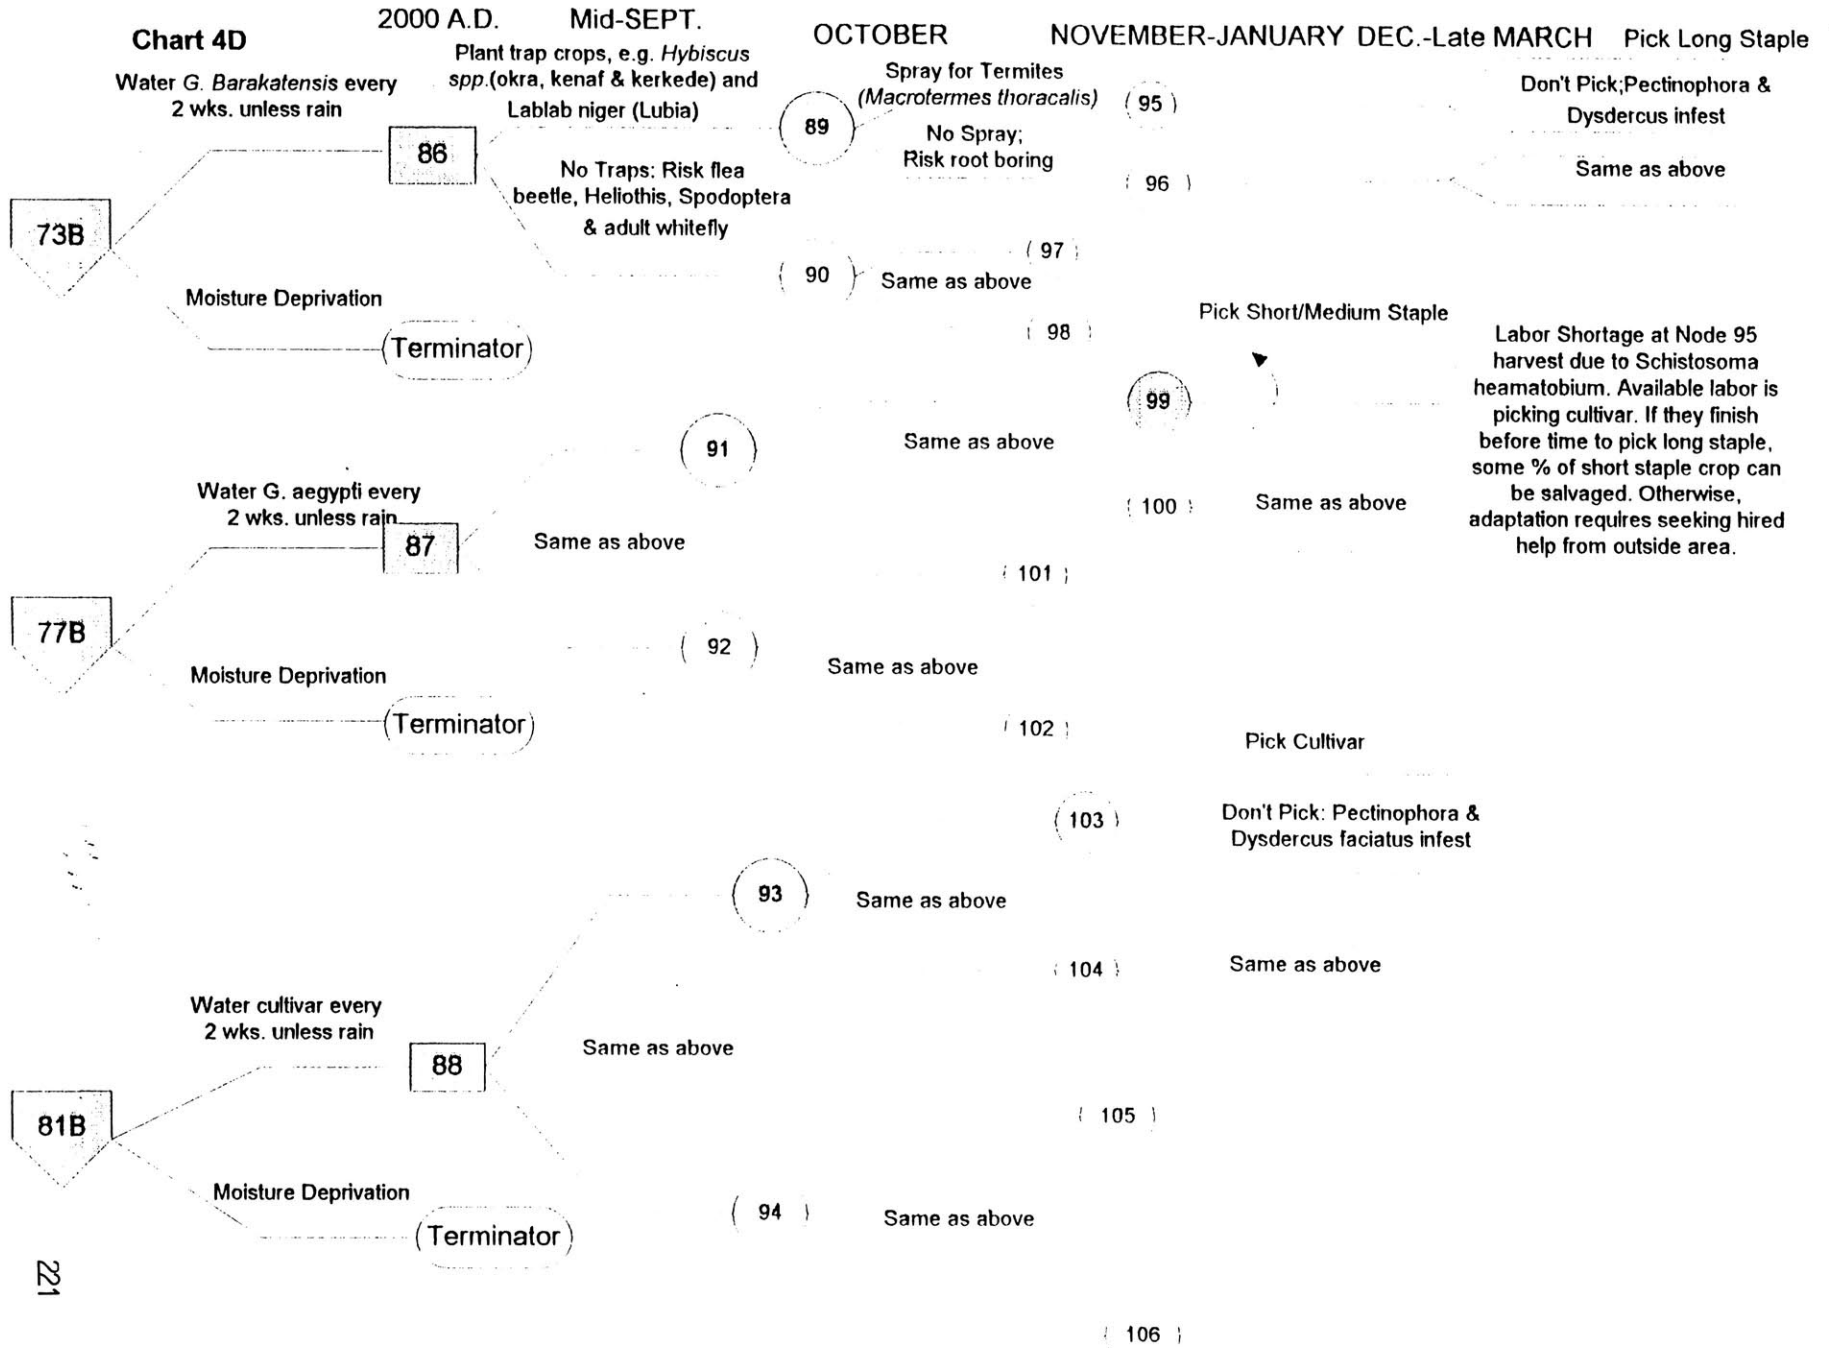 Chart 4D
2000 A.D.
Mid-SEPT.
OCTOBER
NOVEMBER-JANUARY
DEC.-Late MARCH
Pick Long Staple
Water G. Barakatensis every
2 wks. unless rain
Plant trap crops, e.g. Hybiscus
spp.(okra, kenaf & kerkede) and
Lablab niger (Lubia)
Spray for Termites
(Macrotermes thoracalis)
Don't Pick;Pectinophora &
Dysdercus infest
73B
86
89
95
No Traps: Risk flea
beetle, Heliothis, Spodoptera
& adult whitefly
No Spray;
Risk root boring
96
Same as above
Moisture Deprivation
Terminator
90
Same as above
97
98
Pick Short/Medium Staple
Labor Shortage at Node 95
harvest due to Schistosoma
heamatobium. Available labor is
picking cultivar. If they finish
before time to pick long staple,
some % of short staple crop can
be salvaged. Otherwise,
adaptation requires seeking hired
help from outside area.
77B
Water G. aegypti every
2 wks. unless rain
87
Same as above
91
Same as above
99
100
Same as above
101
Moisture Deprivation
Terminator
92
Same as above
102
Pick Cultivar
103
Don't Pick: Pectinophora &
Dysdercus faciatus infest
81B
Water cultivar every
2 wks. unless rain
88
Same as above
93
Same as above
104
Same as above
105
Moisture Deprivation
Terminator
94
Same as above
106
221